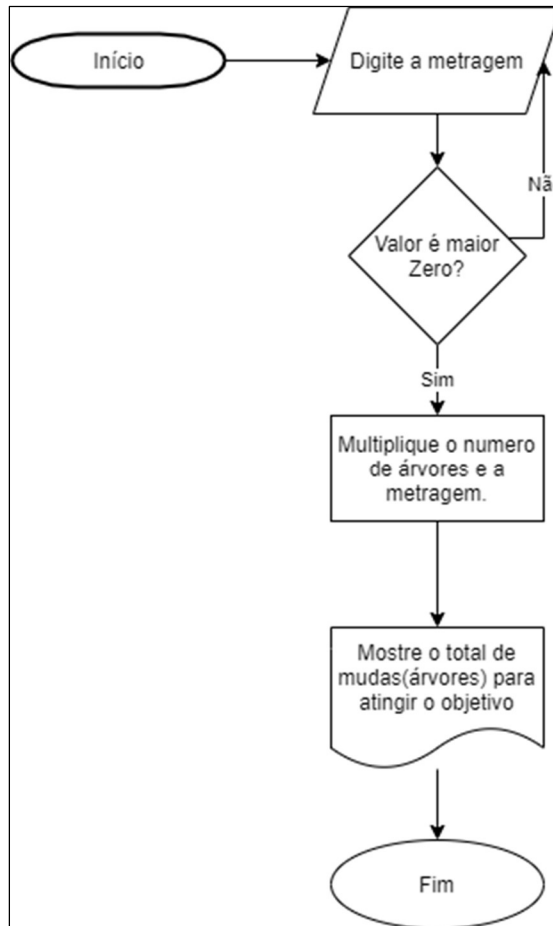 Início
Digite a metragem
Nã
Valor é maior
Zero?
Sim
Multiplique o numero
de árvores e a
metragem.
Mostre o total de
mudas(árvores) para
atingir o objetivo
Fim